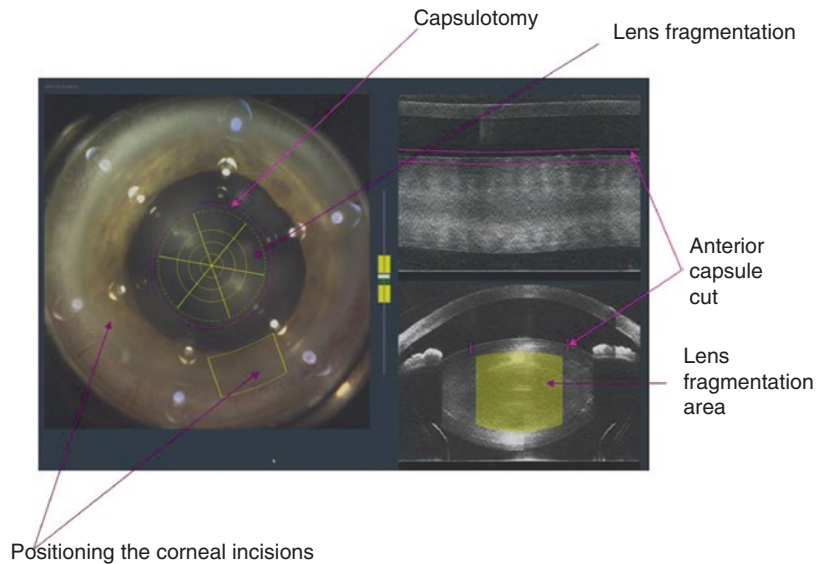 Capsulotomy
Lens fragmentation
Anterior
capsule
cut
Lens
fragmentation
area
Positioning the corneal incisions